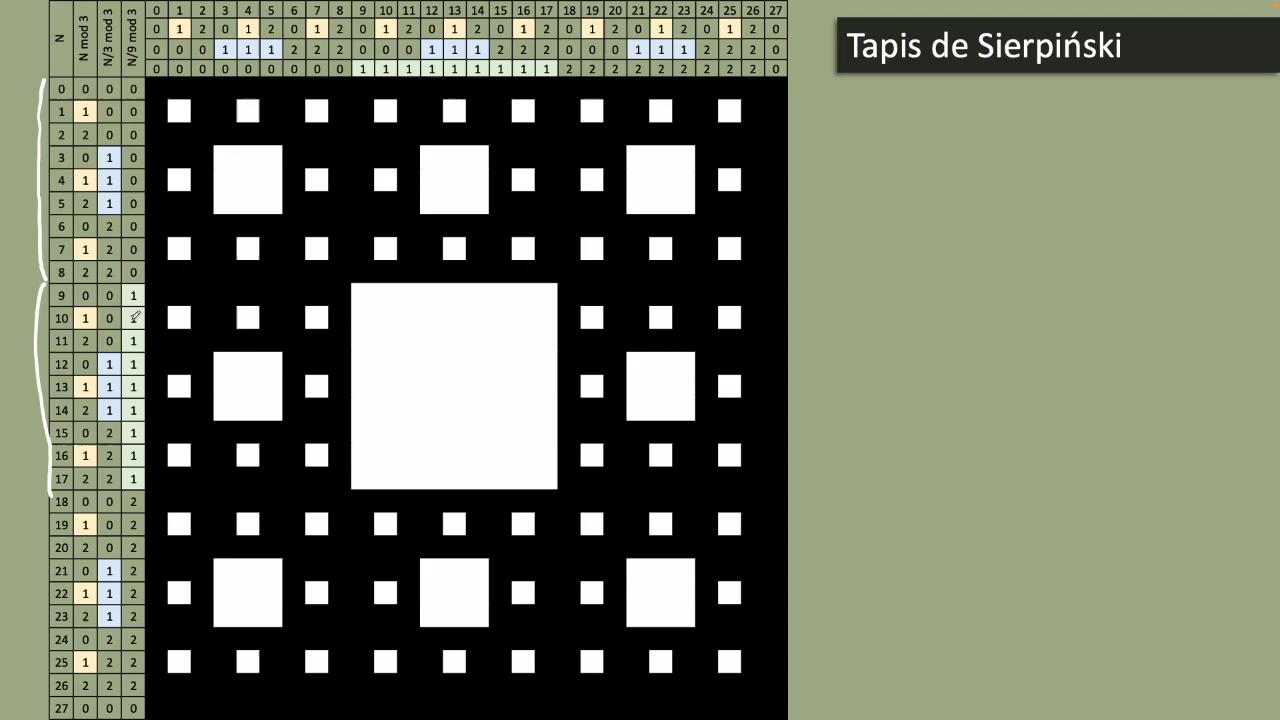 Tapis de Sierpiński
N
N mod 3
N/3 mod 3
N/9 mod 3
0 1 2 3 4 5 6 7 8 9 10 11 12 13 14 15 16 17 18 19 20 21 22 23 24 25 26 27
0 1 2 0 1 2 0 1 2 0 1 2 0 1 2 0 1 2 0 1 2 0 1 2 0 1 2 0
0 0 0 1 1 1 2 2 2 0 0 0 1 1 1 2 2 2 0 0 0 1 1 1 2 2 2 0
0 0 0 0 0 0 0 0 0 1 1 1 1 1 1 1 1 1 2 2 2 2 2 2 2 2 2 0
0 0 0 0
1 1 0 0
2 2 0 0
3 0 1 0
4 1 1 0
5 2 1 0
6 0 2 0
7 1 2 0
8 2 2 0
9 0 0 1
10 1 0 1
11 2 0 1
12 0 1 1
13 1 1 1
14 2 1 1
15 0 2 1
16 1 2 1
17 2 2 1
18 0 0 2
19 1 0 2
20 2 0 2
21 0 1 2
22 1 1 2
23 2 1 2
24 0 2 2
25 1 2 2
26 2 2 2
27 0 0 0